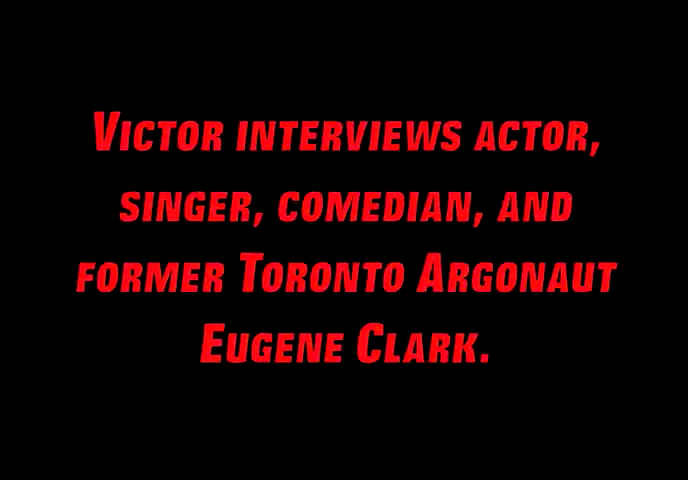 Victor interviews actor,
singer, comedian, and
former Toronto Argonaut
Eugene Clark.